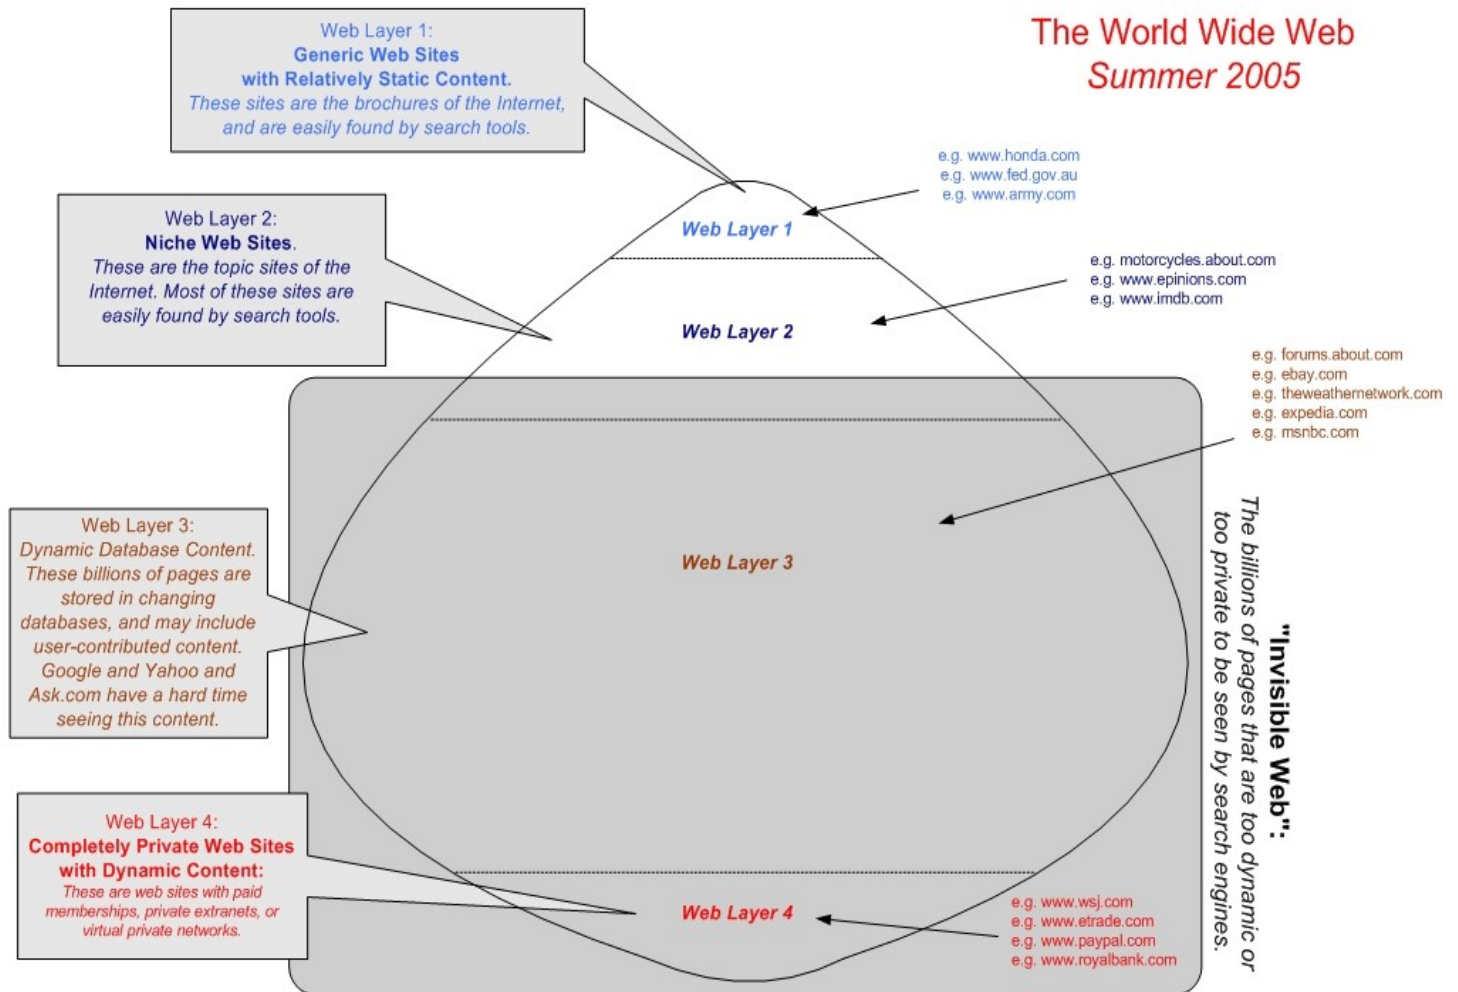 The World Wide Web
Summer 2005
Web Layer 1:
Generic Web Sites
with Relatively Static Content.
These sites are the brochures of the Internet,
and are easily found by search tools.
e.g. www.honda.com
e.g. www.fed.gov.au
e.g. www.army.com
Web Layer 1
Web Layer 2:
Niche Web Sites.
These are the topic sites of the
Internet. Most of these sites are
easily found by search tools.
e.g. motorcycles.about.com
e.g. www.epinions.com
e.g. www.imdb.com
Web Layer 2
e.g. forums.about.com
e.g. ebay.com
e.g. theweathernetwork.com
e.g. expedia.com
e.g. msnbc.com
Web Layer 3:
Dynamic Database Content.
These billions of pages are
stored in changing
databases, and may include
user-contributed content.
Google and Yahoo and
Ask.com have a hard time
seeing this content.
Web Layer 3
"Invisible Web":
The billions of pages that are too dynamic or
too private to be seen by search engines.
Web Layer 4:
Completely Private Web Sites
with Dynamic Content:
These are web sites with paid
memberships, private extranets, or
virtual private networks.
Web Layer 4
e.g. www.wsj.com
e.g. www.etrade.com
e.g. www.paypal.com
e.g. www.royalbank.com